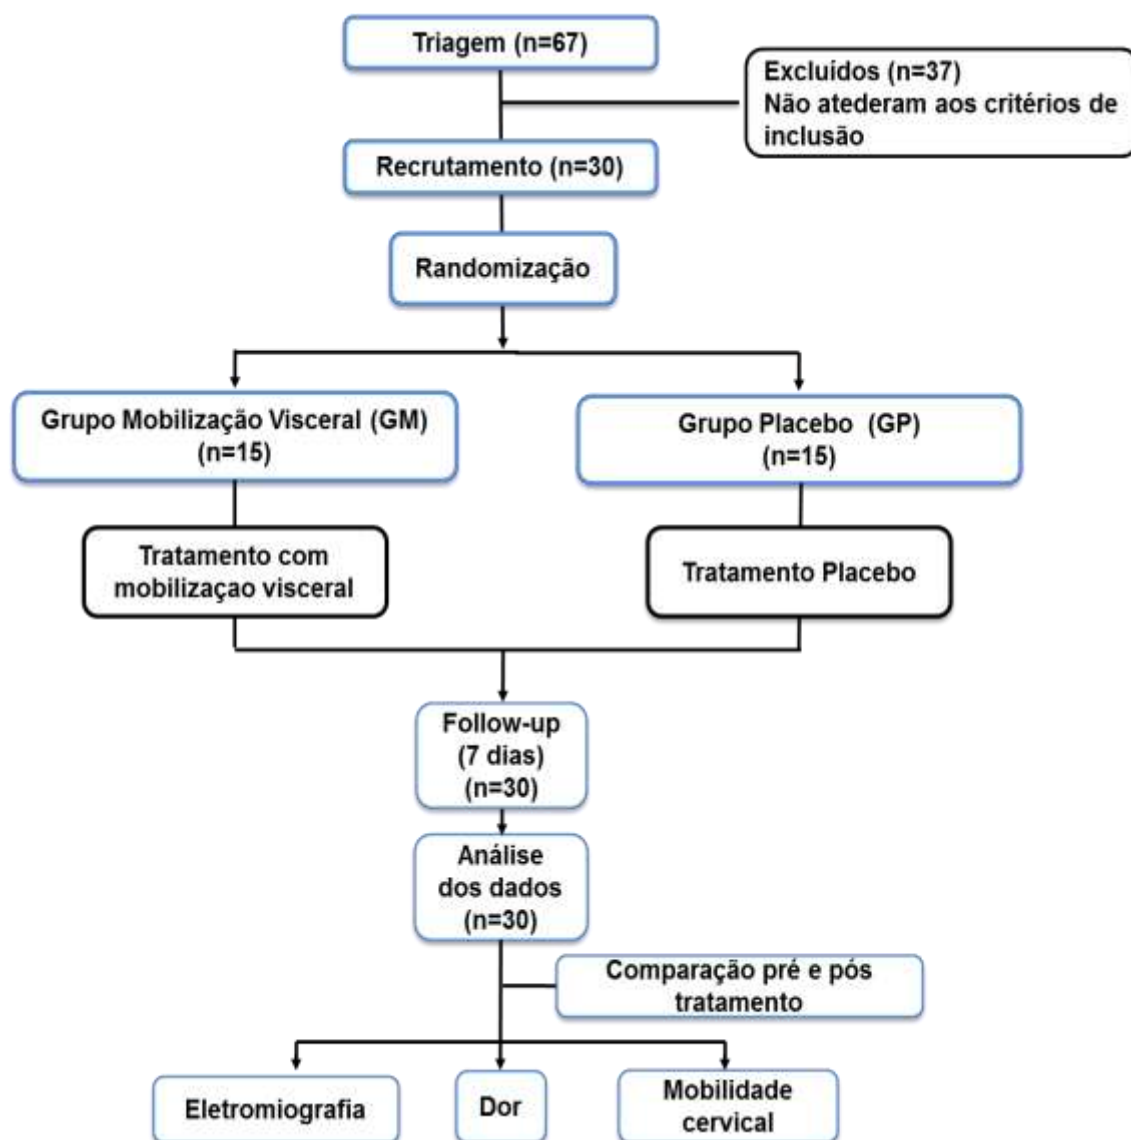 Triagem (n=67)
Excluídos (n=37)
Não atederam aos critérios de
inclusão
Recrutamento (n=30)
Randomização
Grupo Mobilização Visceral (GM)
(n=15)
Grupo Placebo (GP)
(n=15)
Tratamento com
mobilizaçao visceral
Tratamento Placebo
Follow-up
(7 dias)
(n=30)
Análise
dos dados
(n=30)
Comparação pré e pós
tratamento
Eletromiografia
Dor
Mobilidade
cervical